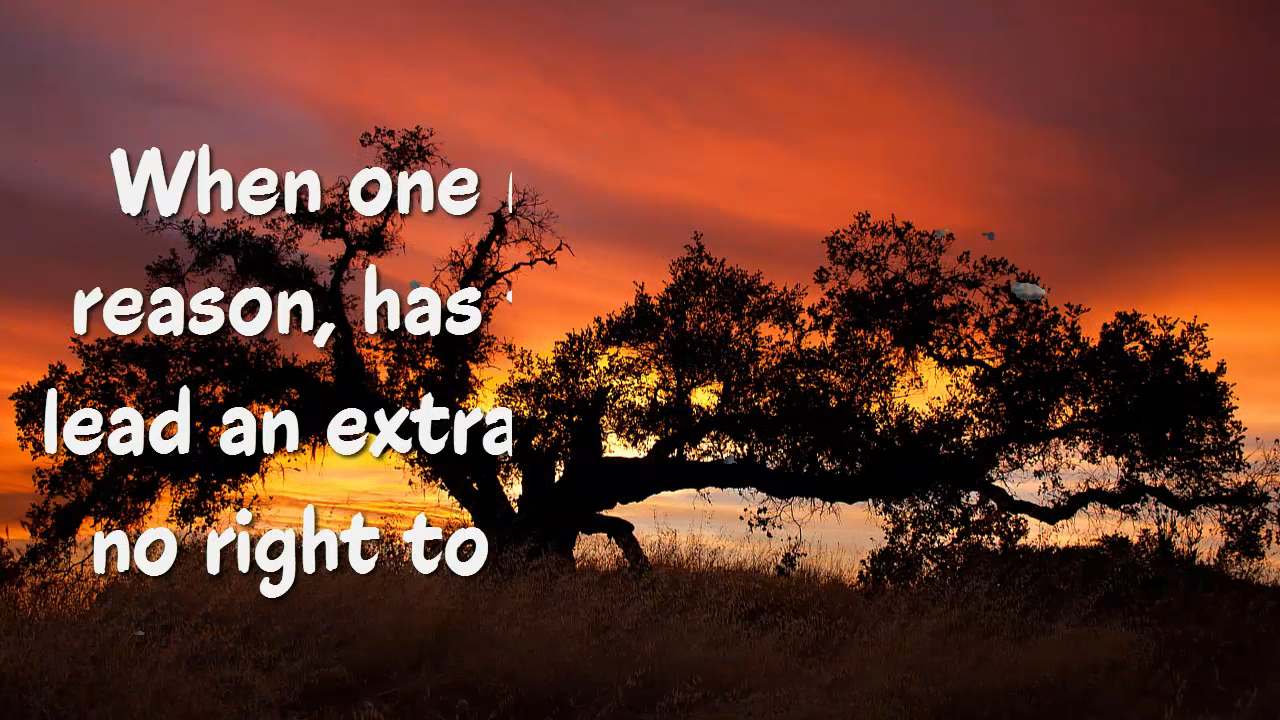 When one
reason, has
lead an extra
no right to